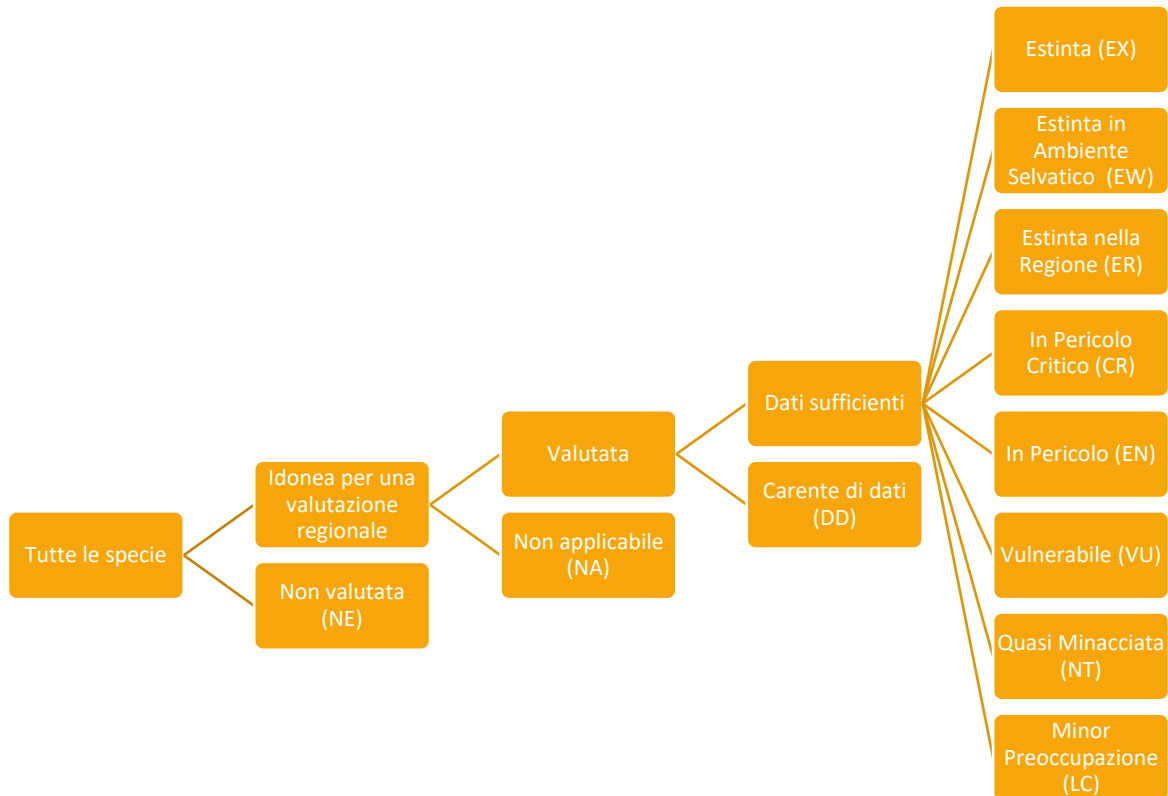 Tutte le specie
Idonea per una
valutazione
regionale
Non valutata
(NE)
Valutata
Non applicabile
(NA)
Dati sufficienti
Carente di dati
(DD)
Estinta (EX)
Estinta in
Ambiente
Selvatico  (EW)
Estinta nella
Regione (ER)
In Pericolo
Critico (CR)
In Pericolo (EN)
Vulnerabile (VU)
Quasi Minacciata
(NT)
Minor
Preoccupazione
(LC)